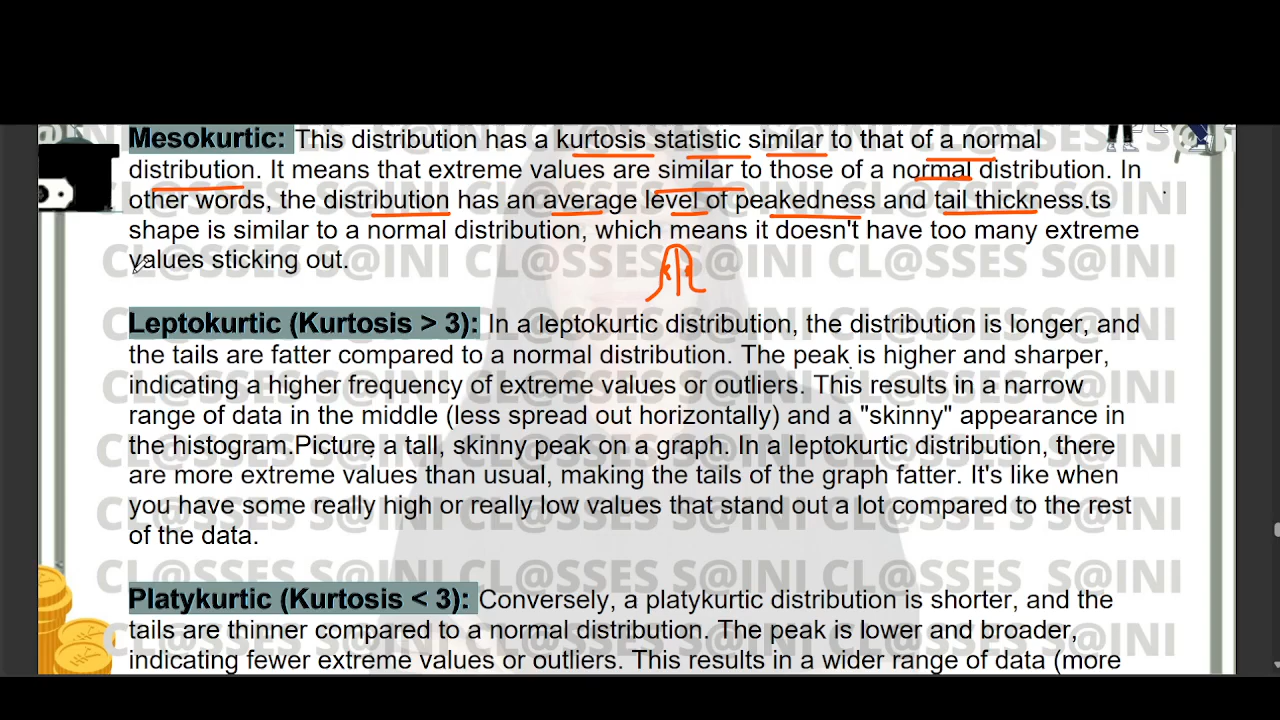 Mesokurtic: This distribution has a kurtosis statistic similar to that of a normal
distribution. It means that extreme values are similar to those of a normal distribution. In
other words, the distribution has an average level of peakedness and tail thickness.ts
shape is similar to a normal distribution, which means it doesn't have too many extreme
values sticking out.
Leptokurtic (Kurtosis > 3): In a leptokurtic distribution, the distribution is longer, and
the tails are fatter compared to a normal distribution. The peak is higher and sharper,
indicating a higher frequency of extreme values or outliers. This results in a narrow
range of data in the middle (less spread out horizontally) and a "skinny" appearance in
the histogram.Picture a tall, skinny peak on a graph. In a leptokurtic distribution, there
are more extreme values than usual, making the tails of the graph fatter. It's like when
you have some really high or really low values that stand out a lot compared to the rest
of the data.
Platykurtic (Kurtosis < 3): Conversely, a platykurtic distribution is shorter, and the
tails are thinner compared to a normal distribution. The peak is lower and broader,
indicating fewer extreme values or outliers. This results in a wider range of data (more
CL@SSES S@INI